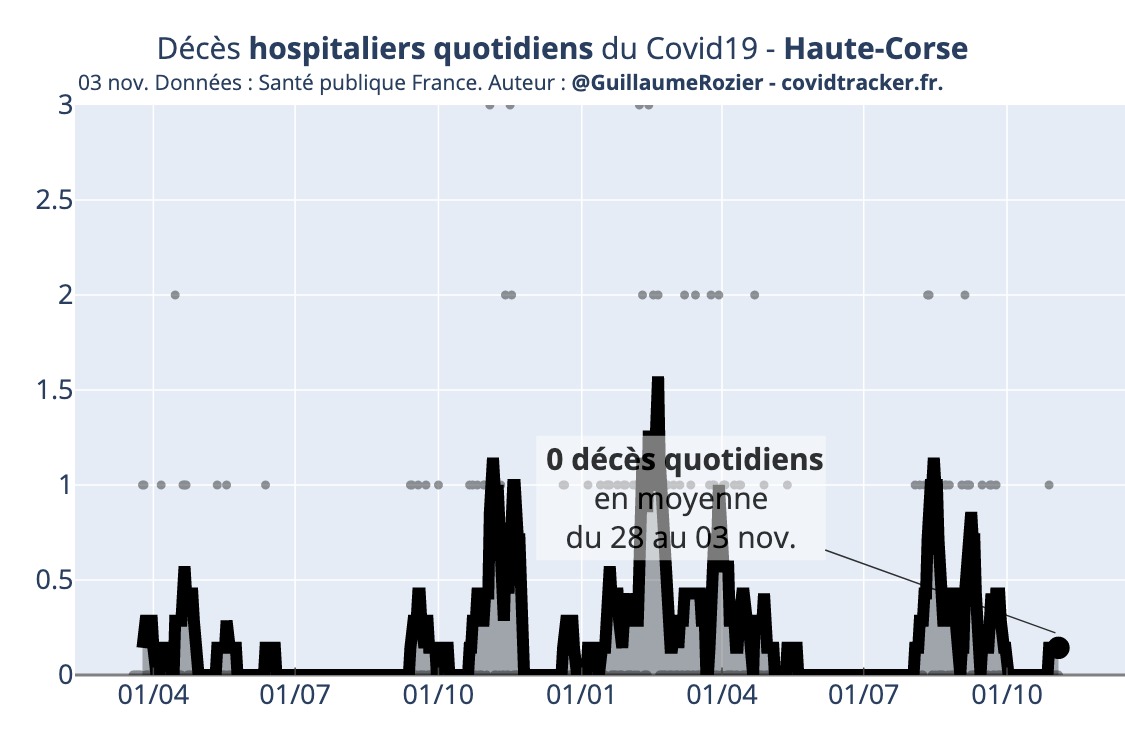 Décès hospitaliers quotidiens du Covid19 - Haute-Corse
03 nov. Données : Santé publique France. Auteur : @GuillaumeRozier - covidtracker.fr.
3
2.5
2
1.5
1
0.5
0
0 décès quotidiens
en moyenne
du 28 au 03 nov.
01/04 01/07 01/10 01/01 01/04 01/07 01/10